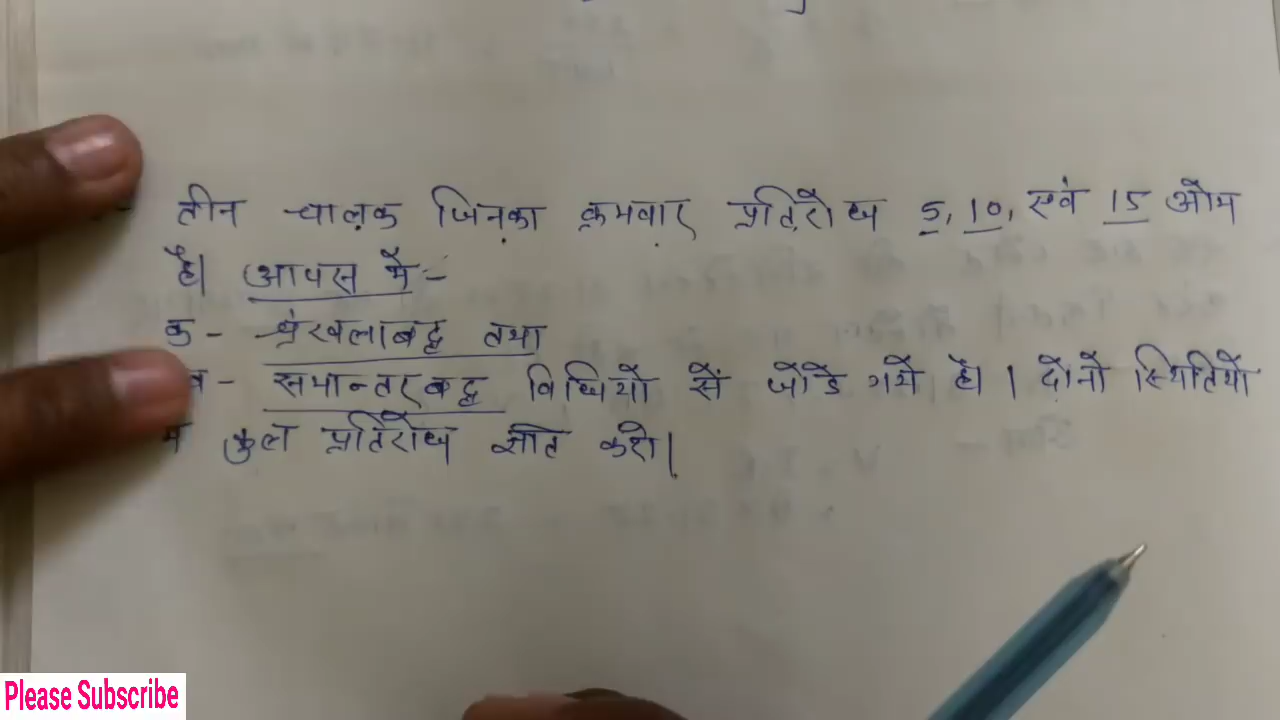 तीन चालक जिनका क्रमवार प्रतिरोध 5, 10, एवं 15 ओम
है। आपस में :-
क - श्रंखलाबद्ध तथा
- समान्तरबद्ध विधियों सें जोडे गये है। । दोनो स्थितियो
कुल प्रतिरोध ज्ञात करो।
Please Subscribe